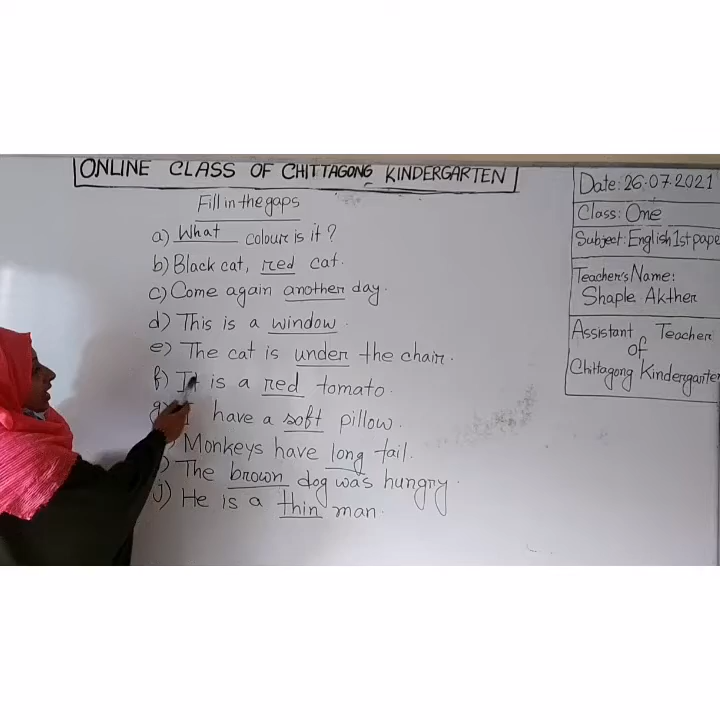 ONLINE CLASS OF CHITTAGONG KINDERGARTEN
Fill in the gaps
a) What colour is it?
b) Black cat, red cat.
c) Come again another day.
d) This is a window.
e) The cat is under the chair.
f) It is a red tomato.
g) I have a soft pillow.
) Monkeys have long tail.
) The brown dog was hungry.
j) He is a thin man.
Date: 26.07.2021
Class: One
Subject: English 1st pape
Teacher's Name:
Shaple Akther
Assistant Teacher
Of
Chittagong Kindergarten